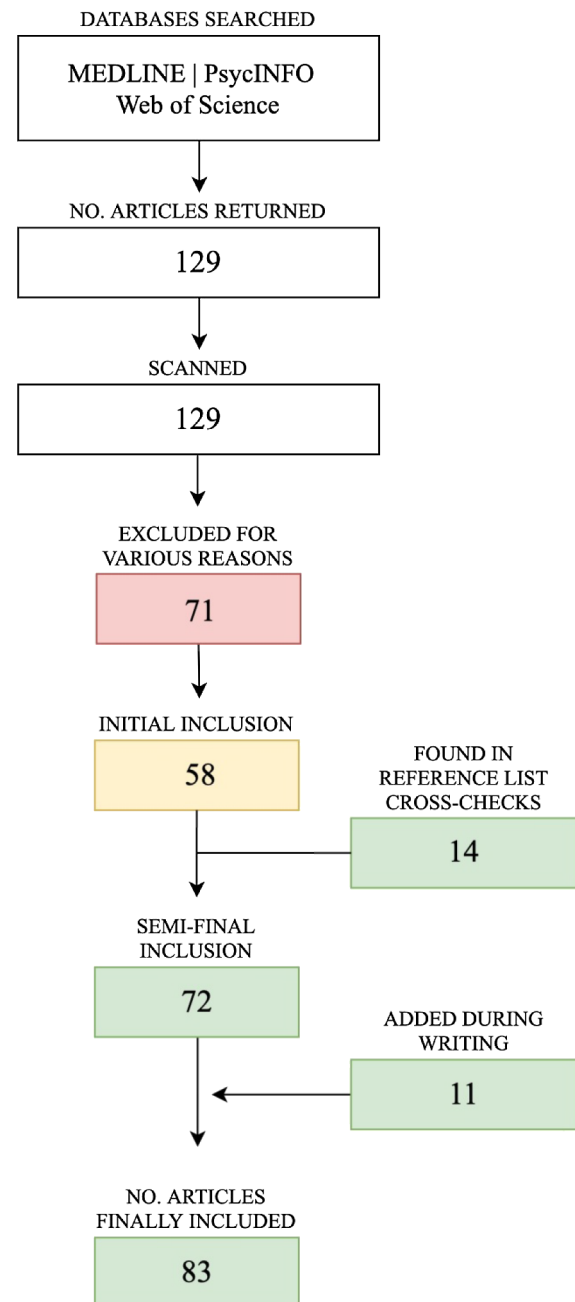 DATABASES SEARCHED
MEDLINE | PsycINFO
Web of Science
NO. ARTICLES RETURNED
129
SCANNED
129
EXCLUDED FOR
VARIOUS REASONS
71
INITIAL INCLUSION
58
FOUND IN
REFERENCE LIST
CROSS-CHECKS
14
SEMI-FINAL
INCLUSION
72
ADDED DURING
WRITING
11
NO. ARTICLES
FINALLY INCLUDED
83